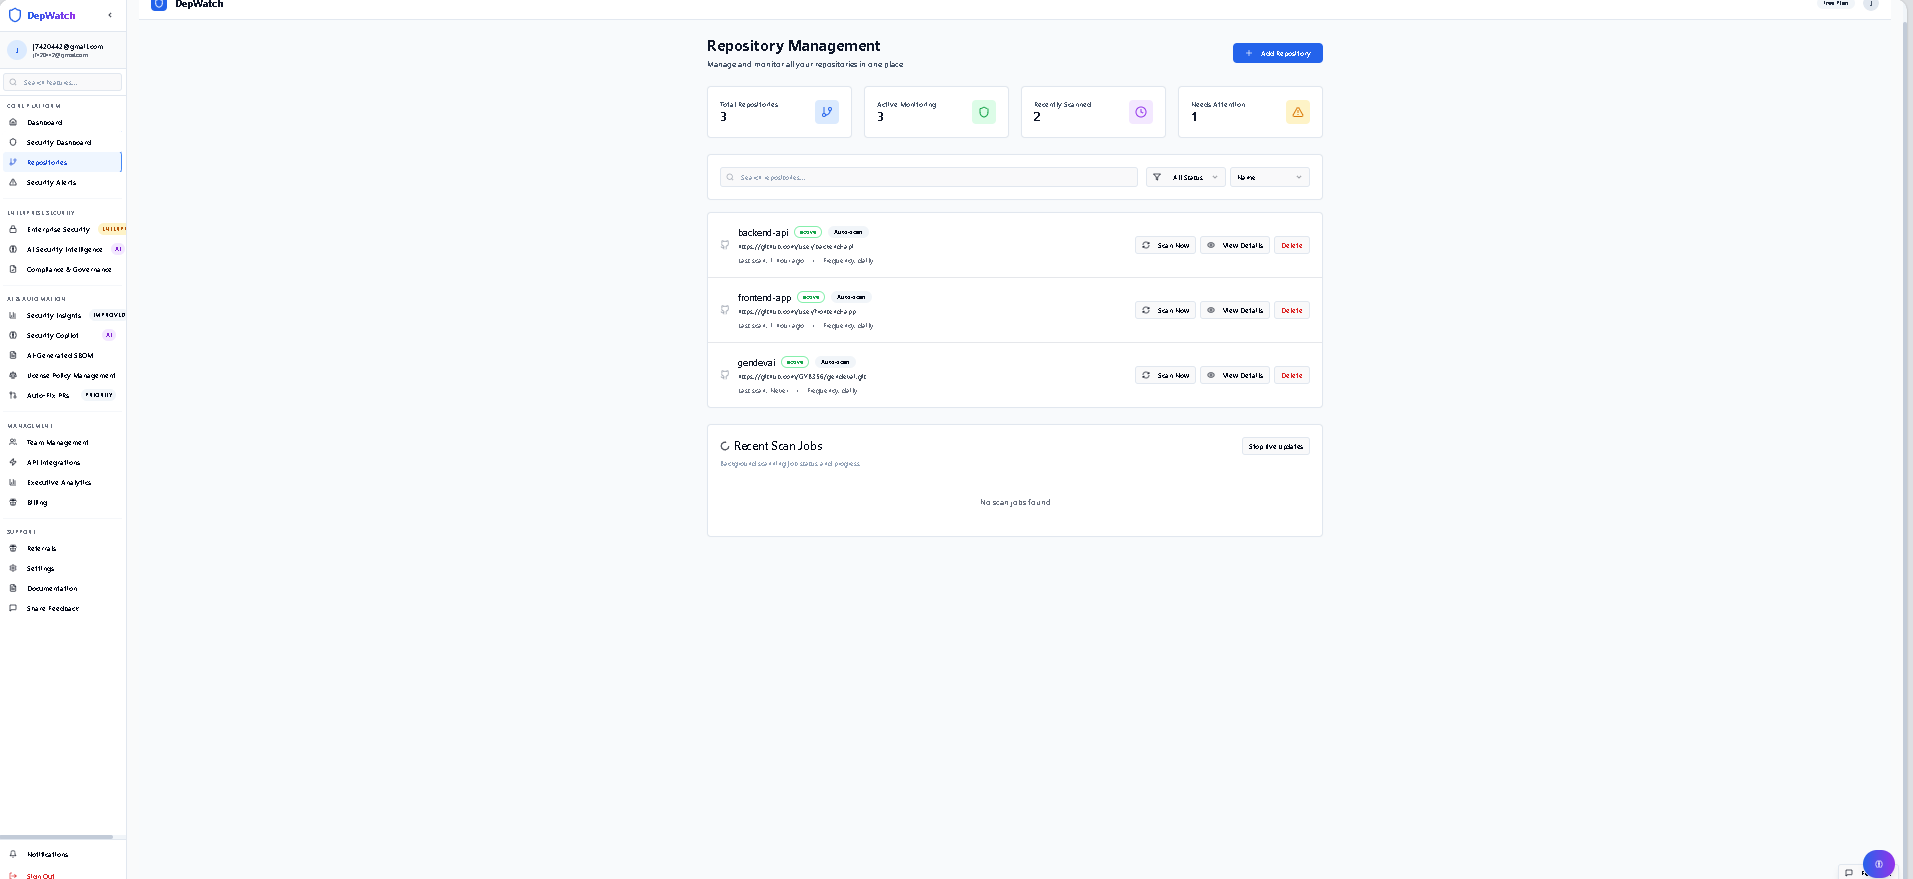 DepWatch
j7420442@gmail.com
j7420442@gmail.com
Search features...
CORE PLATFORM
Dashboard
Security Dashboard
Repositories
Security Alerts
ENTERPRISE SECURITY
Enterprise Security
AI Security Intelligence AI
Compliance & Governance
AI & AUTOMATION
Security Insights IMPROVED
Security Copilot AI
AI-Generated SBOM
License Policy Management
Auto-Fix PRs PRIORITY
MANAGEMENT
Team Management
API Integrations
Executive Analytics
Billing
SUPPORT
Referrals
Settings
Documentation
Share Feedback
Notifications
Sign Out
DepWatch
Free Plan
J
Repository Management
Manage and monitor all your repositories in one place
Add Repository
Total Repositories
3
Active Monitoring
3
Recently Scanned
2
Needs Attention
1
Search repositories...
All Status
Name
backend-api active Auto-scan
https://github.com/user/backend-api
Last scan: 1 hour ago • Frequency: daily
Scan Now View Details Delete
frontend-app active Auto-scan
https://github.com/user/frontend-app
Last scan: 1 hour ago • Frequency: daily
Scan Now View Details Delete
gendevai active Auto-scan
https://github.com/GVB356/gendevai.git
Last scan: Never • Frequency: daily
Scan Now View Details Delete
Recent Scan Jobs
Stop live updates
Background scanning job status and progress
No scan jobs found